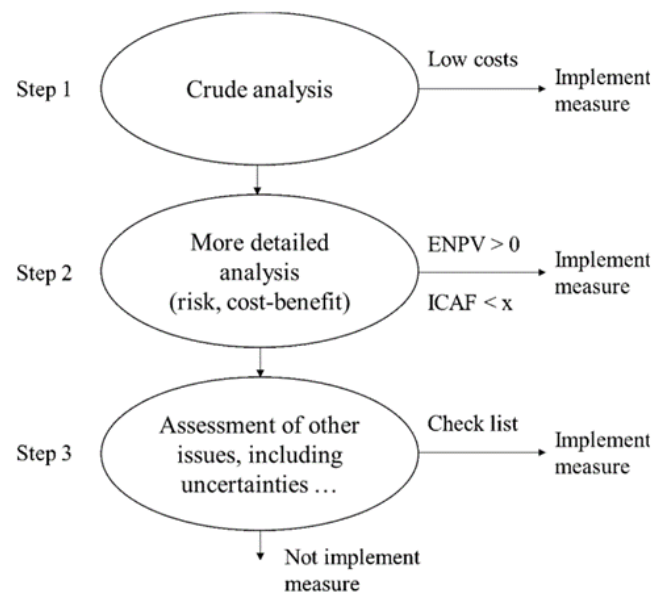 Step 1
Crude analysis
Low costs
Implement
measure
Step 2
More detailed
analysis
(risk, cost-benefit)
ENPV > 0
ICAF < x
Implement
measure
Step 3
Assessment of other
issues, including
uncertainties ...
Check list
Implement
measure
Not implement
measure